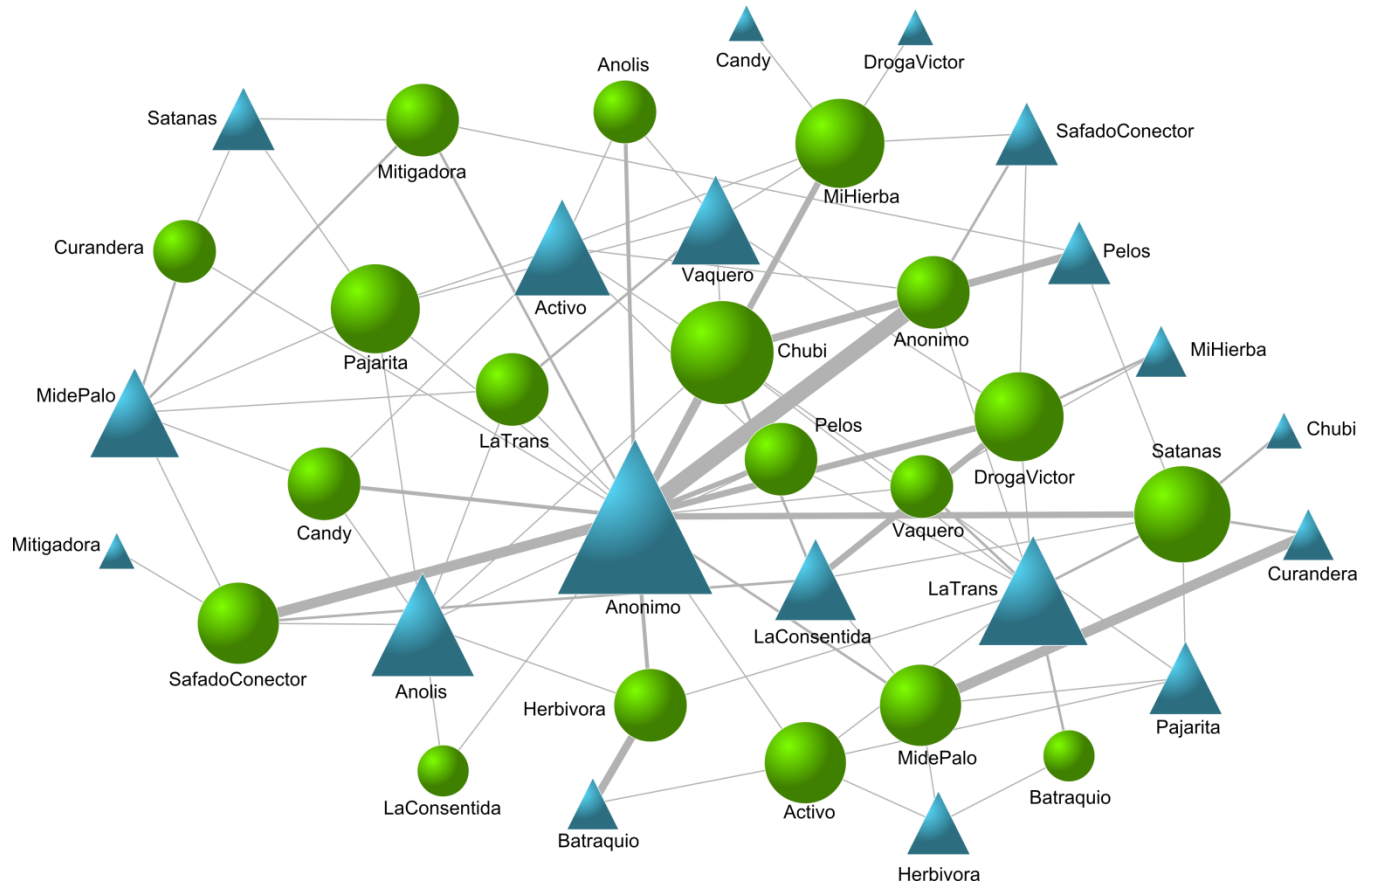 Candy
DrogaVictor
Anolis
Satanas
SafadoConector
Mitigadora
MiHierba
Curandera
Pelos
Vaquero
Activo
Anonimo
Chubi
MiHierba
Pajarita
MidePalo
LaTrans
Pelos
Chubi
Satanas
DrogaVictor
Candy
Vaquero
Mitigadora
Curandera
LaTrans
Anonimo
LaConsentida
SafadoConector
Anolis
Herbivora
Pajarita
MidePalo
Batraquio
LaConsentida
Activo
Batraquio
Herbivora